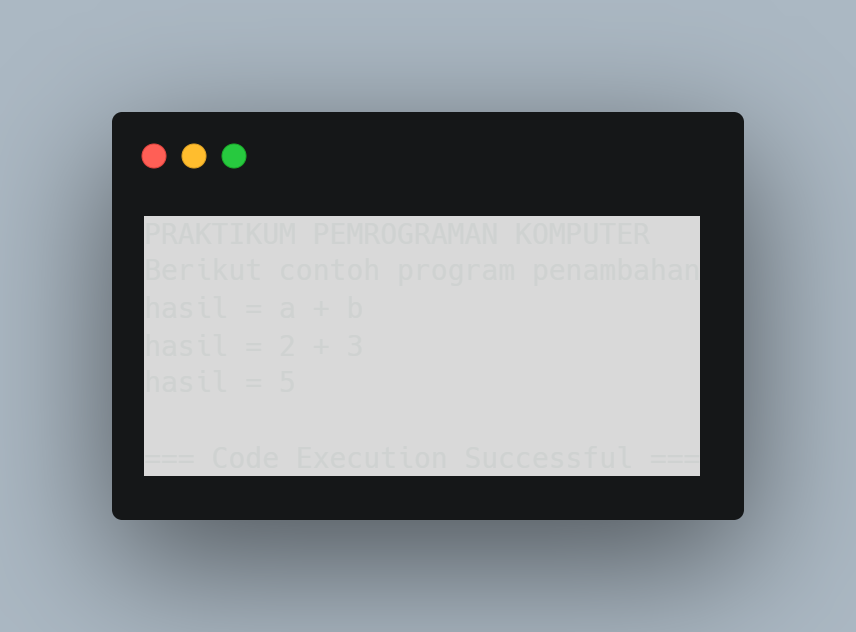 PRAKTIKUM PEMROGRAMAN KOMPUTER
Berikut contoh program penambahan
hasil = a + b
hasil = 2 + 3
hasil = 5
=== Code Execution Successful ===